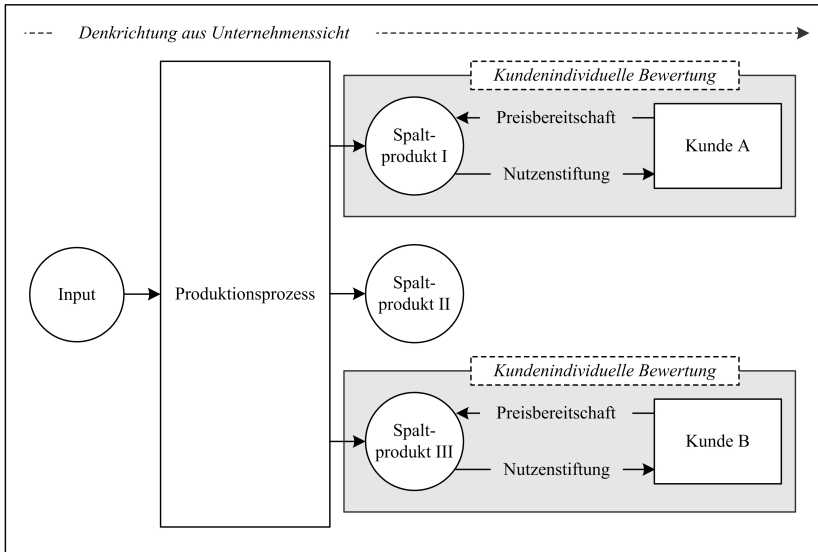 Denkrichtung aus Unternehmenssicht
Kundenindividuelle Bewertung
Spalt-
produkt I
Preisbereitschaft
Nutzenstiftung
Kunde A
Input
Produktionsprozess
Spalt-
produkt II
Kundenindividuelle Bewertung
Spalt-
produkt III
Preisbereitschaft
Nutzenstiftung
Kunde B